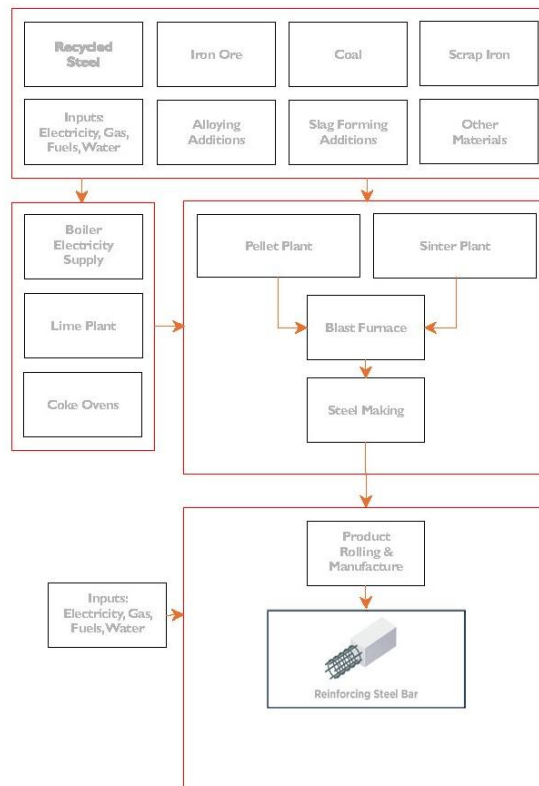 Recycled
Steel
Iron Ore
Coal
Scrap Iron
Inputs:
Electricity, Gas,
Fuels, Water
Alloying
Additions
Slag Forming
Additions
Other
Materials
Boiler
Electricity
Supply
Lime Plant
Coke Ovens
Pellet Plant
Sinter Plant
Blast Furnace
Steel Making
Product
Rolling &
Manufacture
Inputs:
Electricity, Gas,
Fuels, Water
Reinforcing Steel Bar